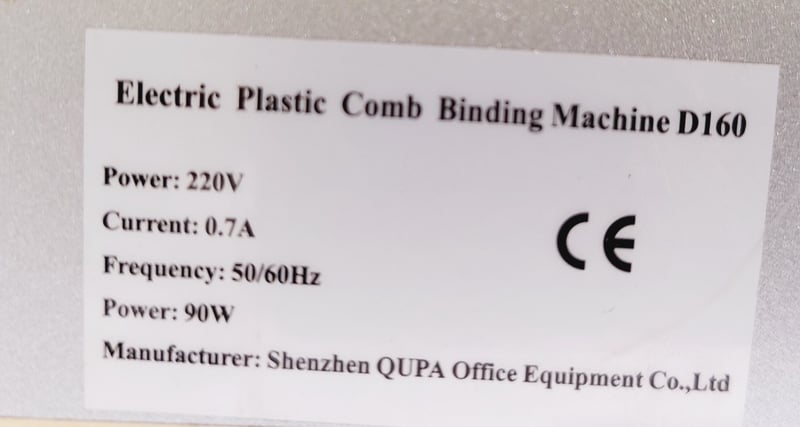 Electric Plastic Comb Binding Machine D160
Power: 220V
Current: 0.7A
CE
Frequency: 50/60Hz
Power: 90W
Manufacturer: Shenzhen QUPA Office Equipment Co.,Ltd